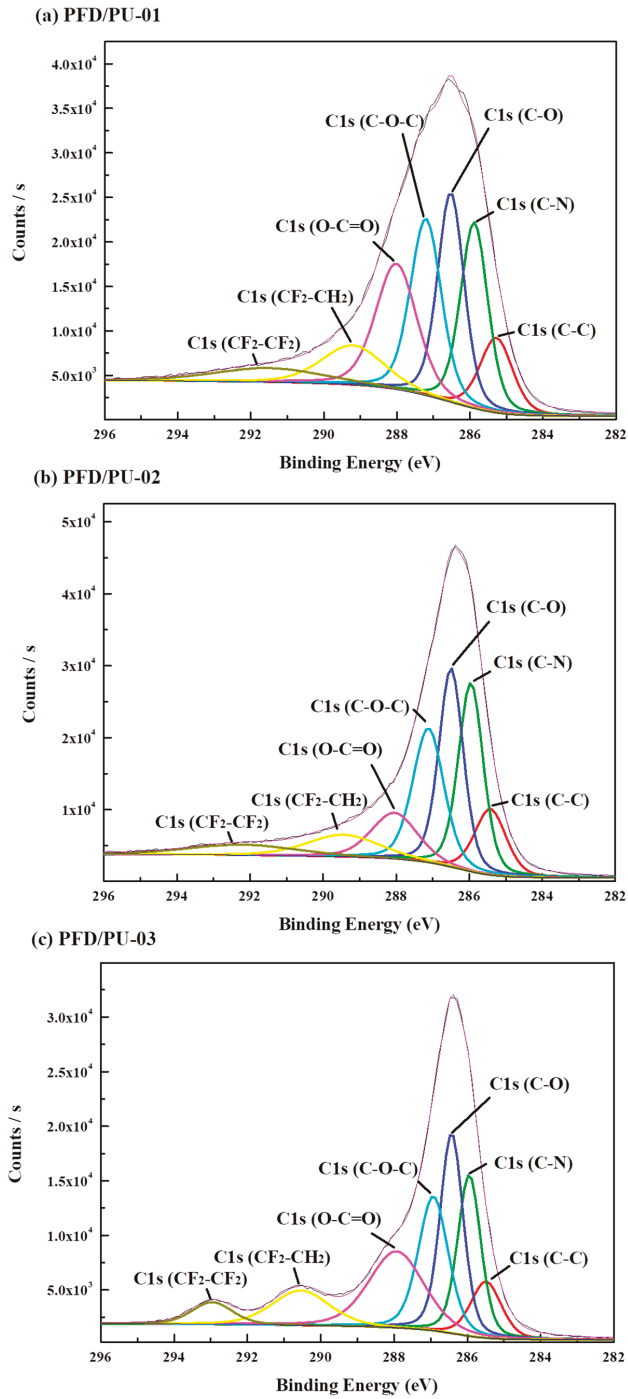 (a) PFD/PU-01
4.0x10⁴
3.5x10⁴
3.0x10⁴
2.5x10⁴
2.0x10⁴
1.5x10⁴
1.0x10⁴
5.0x10³
Counts / s
C1s (C-O)
C1s (C-O-C)
C1s (C-N)
C1s (O-C=O)
C1s (CF₂-CH₂)
C1s (CF₂-CF₂)
C1s (C-C)
296 294 292 290 288 286 284 282
Binding Energy (eV)
(b) PFD/PU-02
5x10⁴
4x10⁴
3x10⁴
2x10⁴
1x10⁴
Counts / s
C1s (C-O)
C1s (C-N)
C1s (C-O-C)
C1s (O-C=O)
C1s (CF₂-CH₂)
C1s (CF₂-CF₂)
C1s (C-C)
296 294 292 290 288 286 284 282
Binding Energy (eV)
(c) PFD/PU-03
3.0x10⁴
2.5x10⁴
2.0x10⁴
1.5x10⁴
1.0x10⁴
5.0x10³
Counts / s
C1s (C-O)
C1s (C-O-C)
C1s (C-N)
C1s (O-C=O)
C1s (CF₂-CH₂)
C1s (CF₂-CF₂)
C1s (C-C)
296 294 292 290 288 286 284 282
Binding Energy (eV)